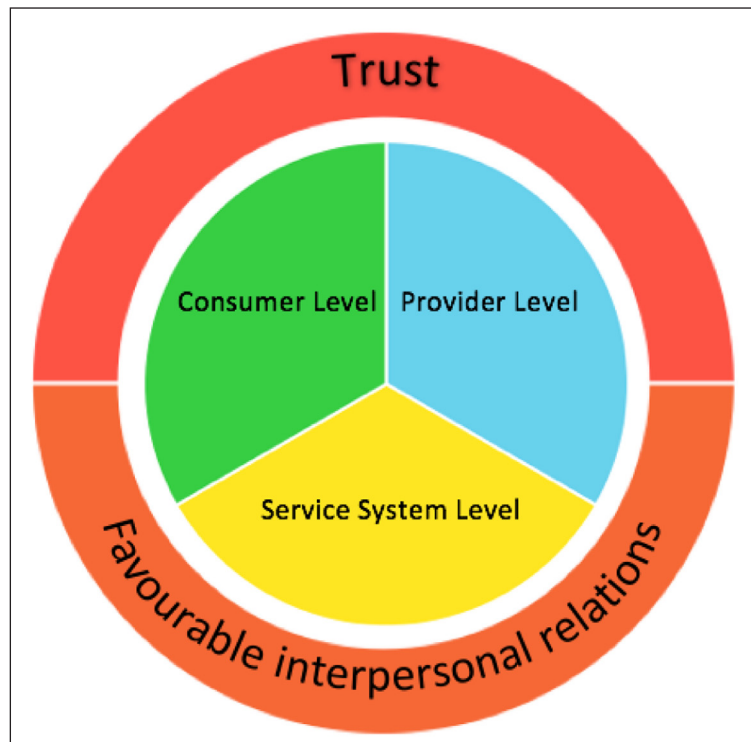 Trust
Consumer Level
Provider Level
Service System Level
Favourable interpersonal relations